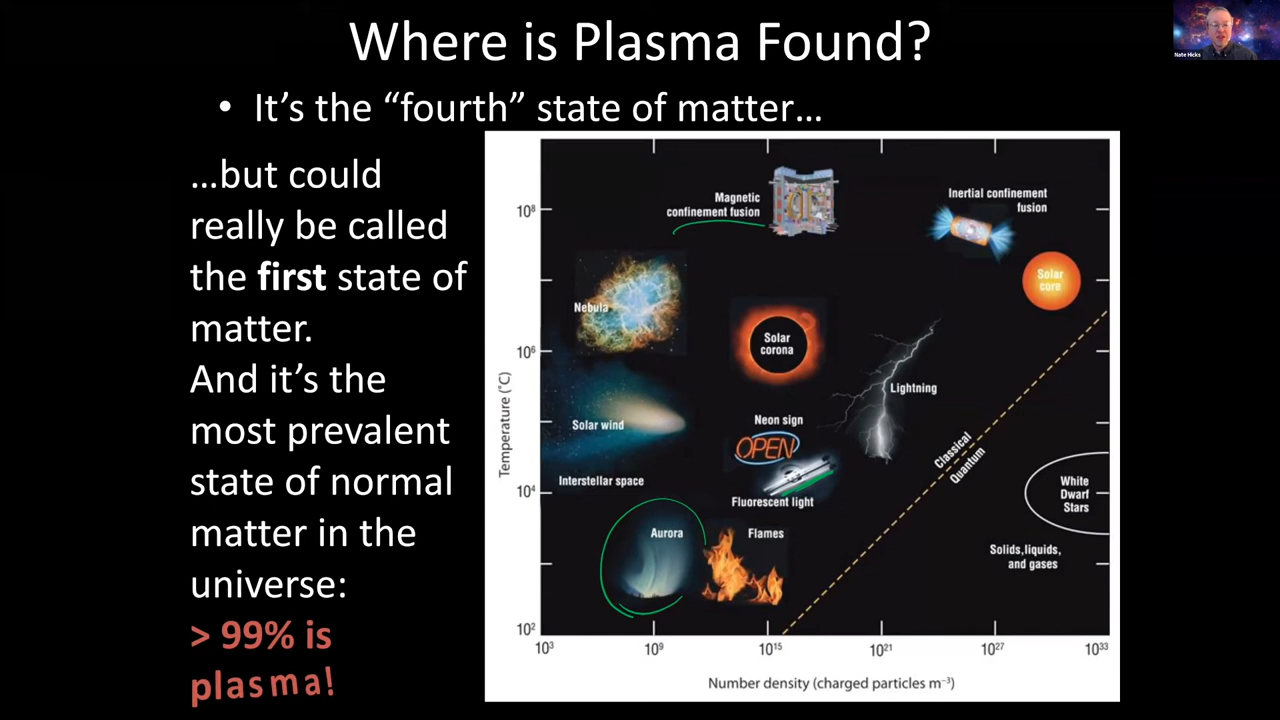 Where is Plasma Found?
Nate Hicks
• It’s the “fourth” state of matter…
…but could
really be called
the first state of
matter.
And it’s the
most prevalent
state of normal
matter in the
universe:
> 99% is
plasma!
Magnetic
confinement fusion
Inertial confinement
fusion
Solar
core
Nebula
Solar
corona
Lightning
Solar wind
Neon sign
OPEN
Interstellar space
Fluorescent light
Classical
Quantum
White
Dwarf
Stars
Aurora
Flames
Solids, liquids,
and gases
Temperature (°C)
10⁸
10⁶
10⁴
10²
10³
10⁹
10¹⁵
10²¹
10²⁷
10³³
Number density (charged particles m⁻³)